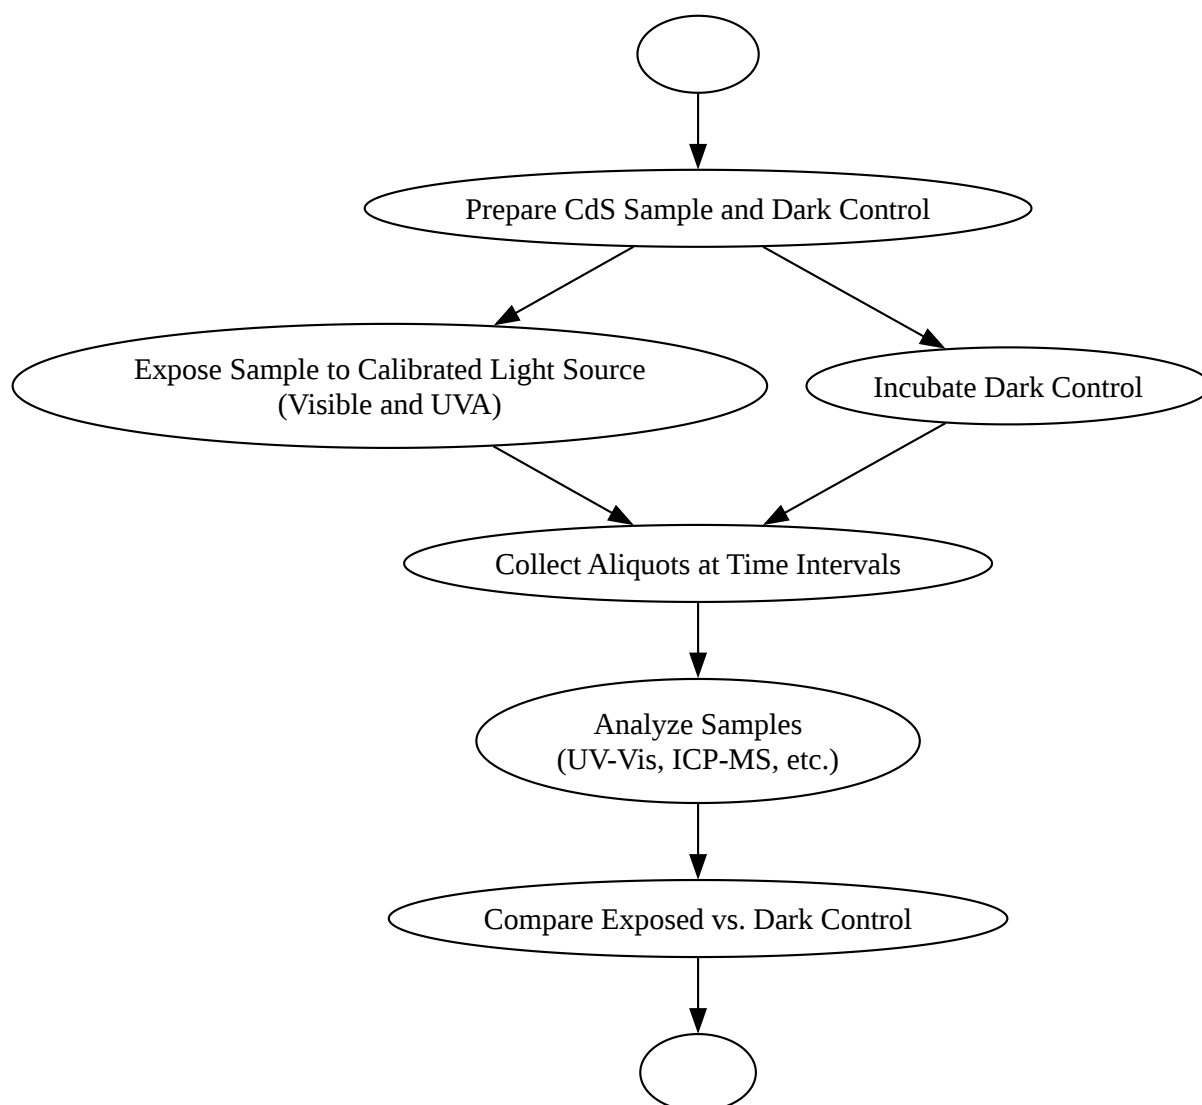 Prepare CdS Sample and Dark Control
Expose Sample to Calibrated Light Source
(Visible and UVA)
Incubate Dark Control
Collect Aliquots at Time Intervals
Analyze Samples
(UV-Vis, ICP-MS, etc.)
Compare Exposed vs. Dark Control